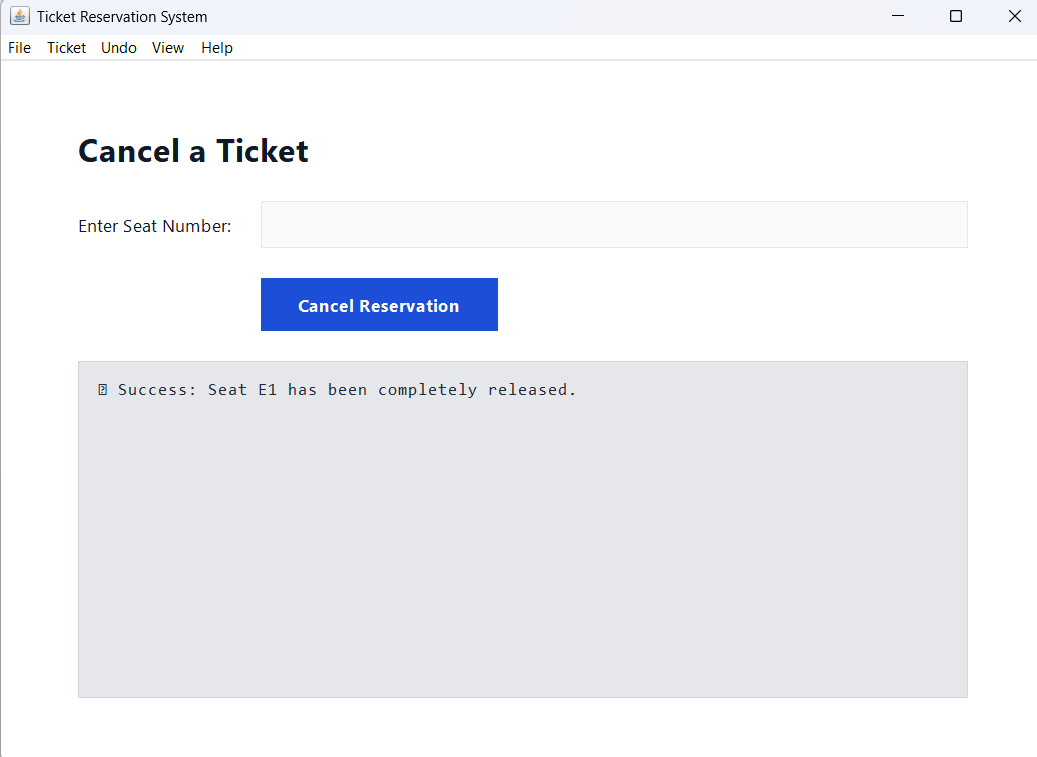 Ticket Reservation System
File Ticket Undo View Help
Cancel a Ticket
Enter Seat Number:
Cancel Reservation
Success: Seat E1 has been completely released.